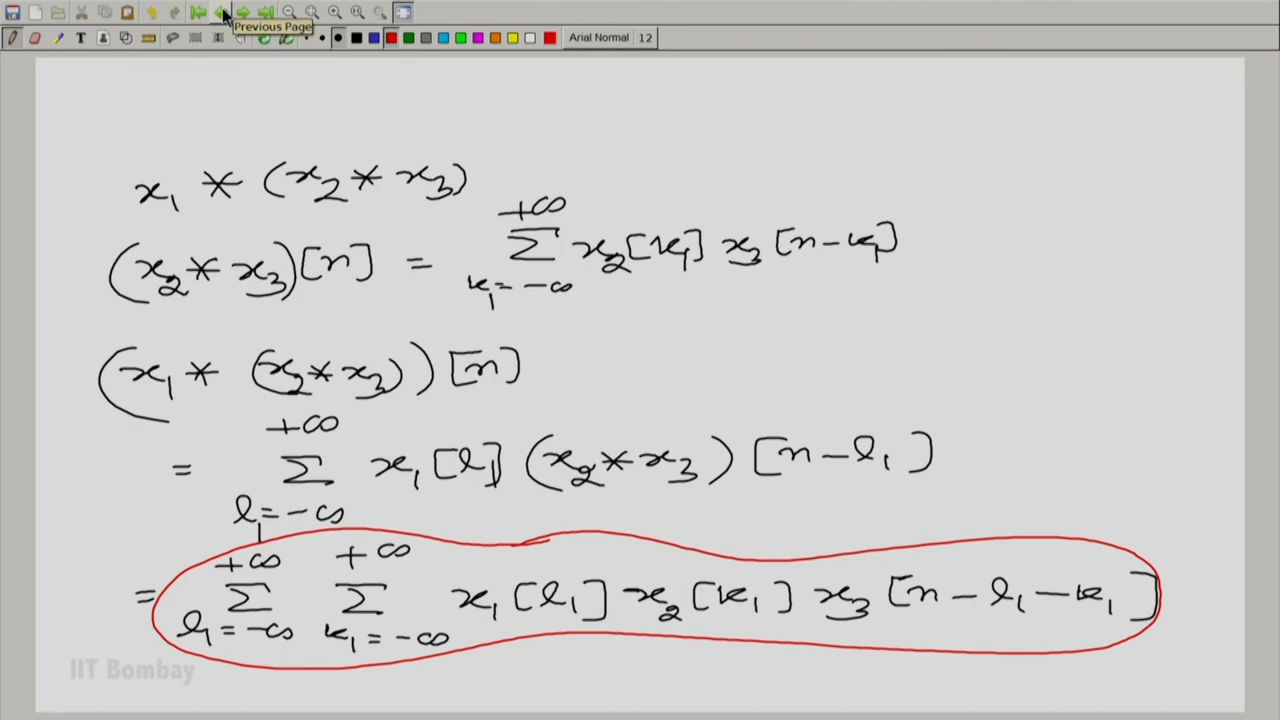 Previous Page
Arial Normal 12
x₁ * (x₂ * x₃)
(x₂ * x₃)[n] = +∞ Σ k₁ = -∞ x₂[k₁] x₃[n - k₁]
(x₁ * (x₂ * x₃))[n]
= +∞ Σ l₁ = -∞ x₁[l₁] (x₂ * x₃) [n - l₁]
= +∞ Σ l₁ = -∞ +∞ Σ k₁ = -∞ x₁[l₁] x₂[k₁] x₃[n - l₁ - k₁]
IIT Bombay